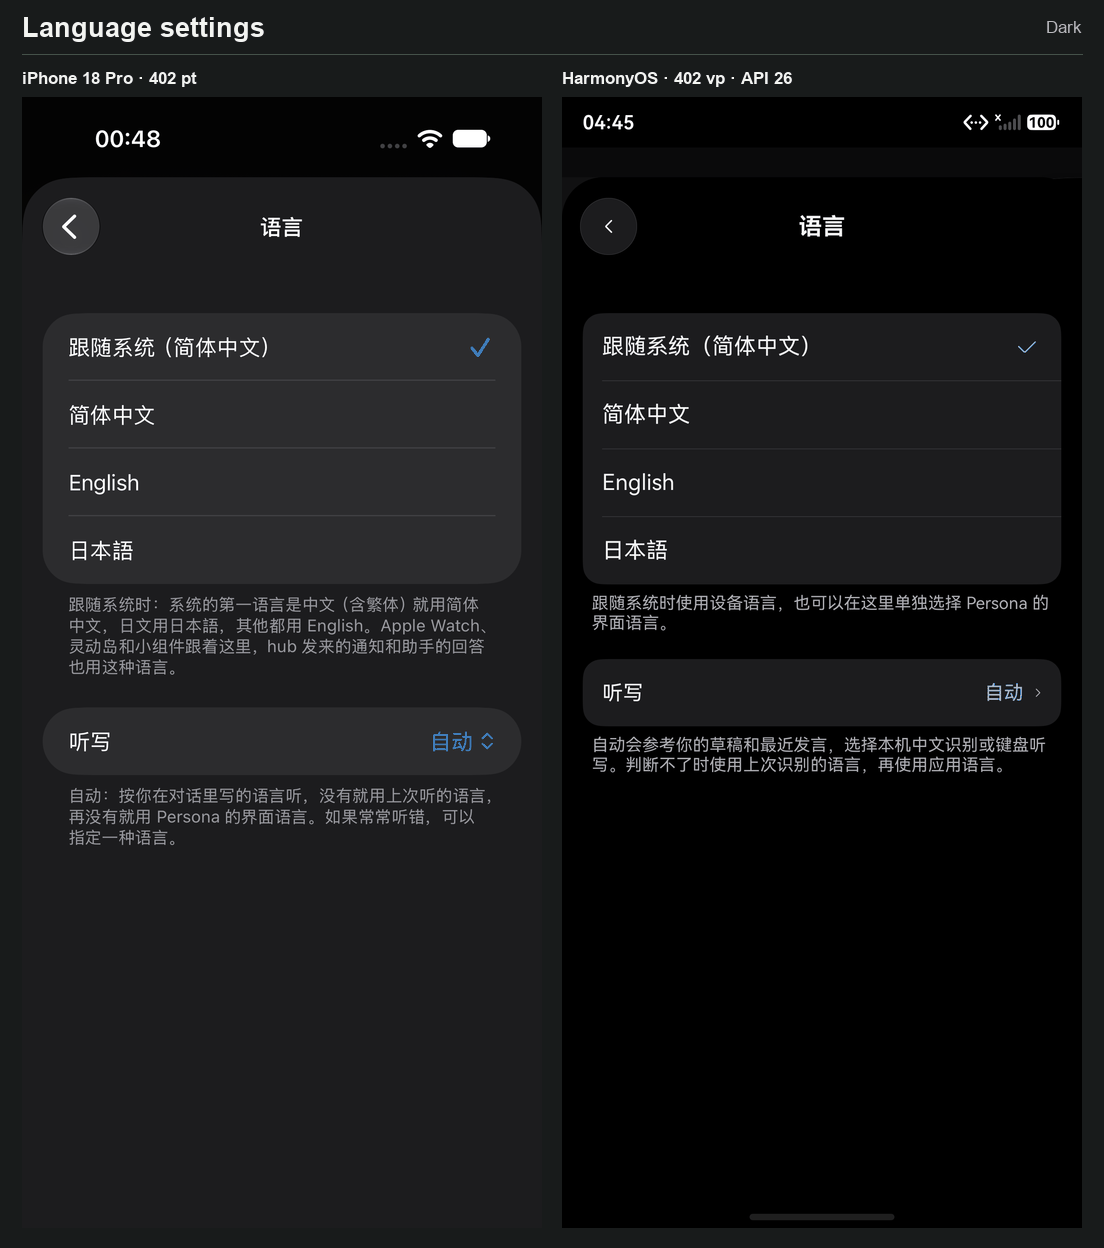 Language settings
Dark
iPhone 18 Pro · 402 pt
00:48
语言
跟随系统（简体中文）
简体中文
English
日本語
跟随系统时：系统的第一语言是中文（含繁体）就用简体
中文，日文用日本語，其他都用 English。Apple Watch、
灵动岛和小组件跟着这里，hub 发来的通知和助手的回答
也用这种语言。
听写
自动
自动：按你在对话里写的语言听，没有就用上次听的语言，
再没有就用 Persona 的界面语言。如果常常听错，可以
指定一种语言。
HarmonyOS · 402 vp · API 26
04:45
100
语言
跟随系统（简体中文）
简体中文
English
日本語
跟随系统时使用设备语言，也可以在这里单独选择 Persona 的
界面语言。
听写
自动
自动会参考你的草稿和最近发言，选择本机中文识别或键盘听
写。判断不了时使用上次识别的语言，再使用应用语言。